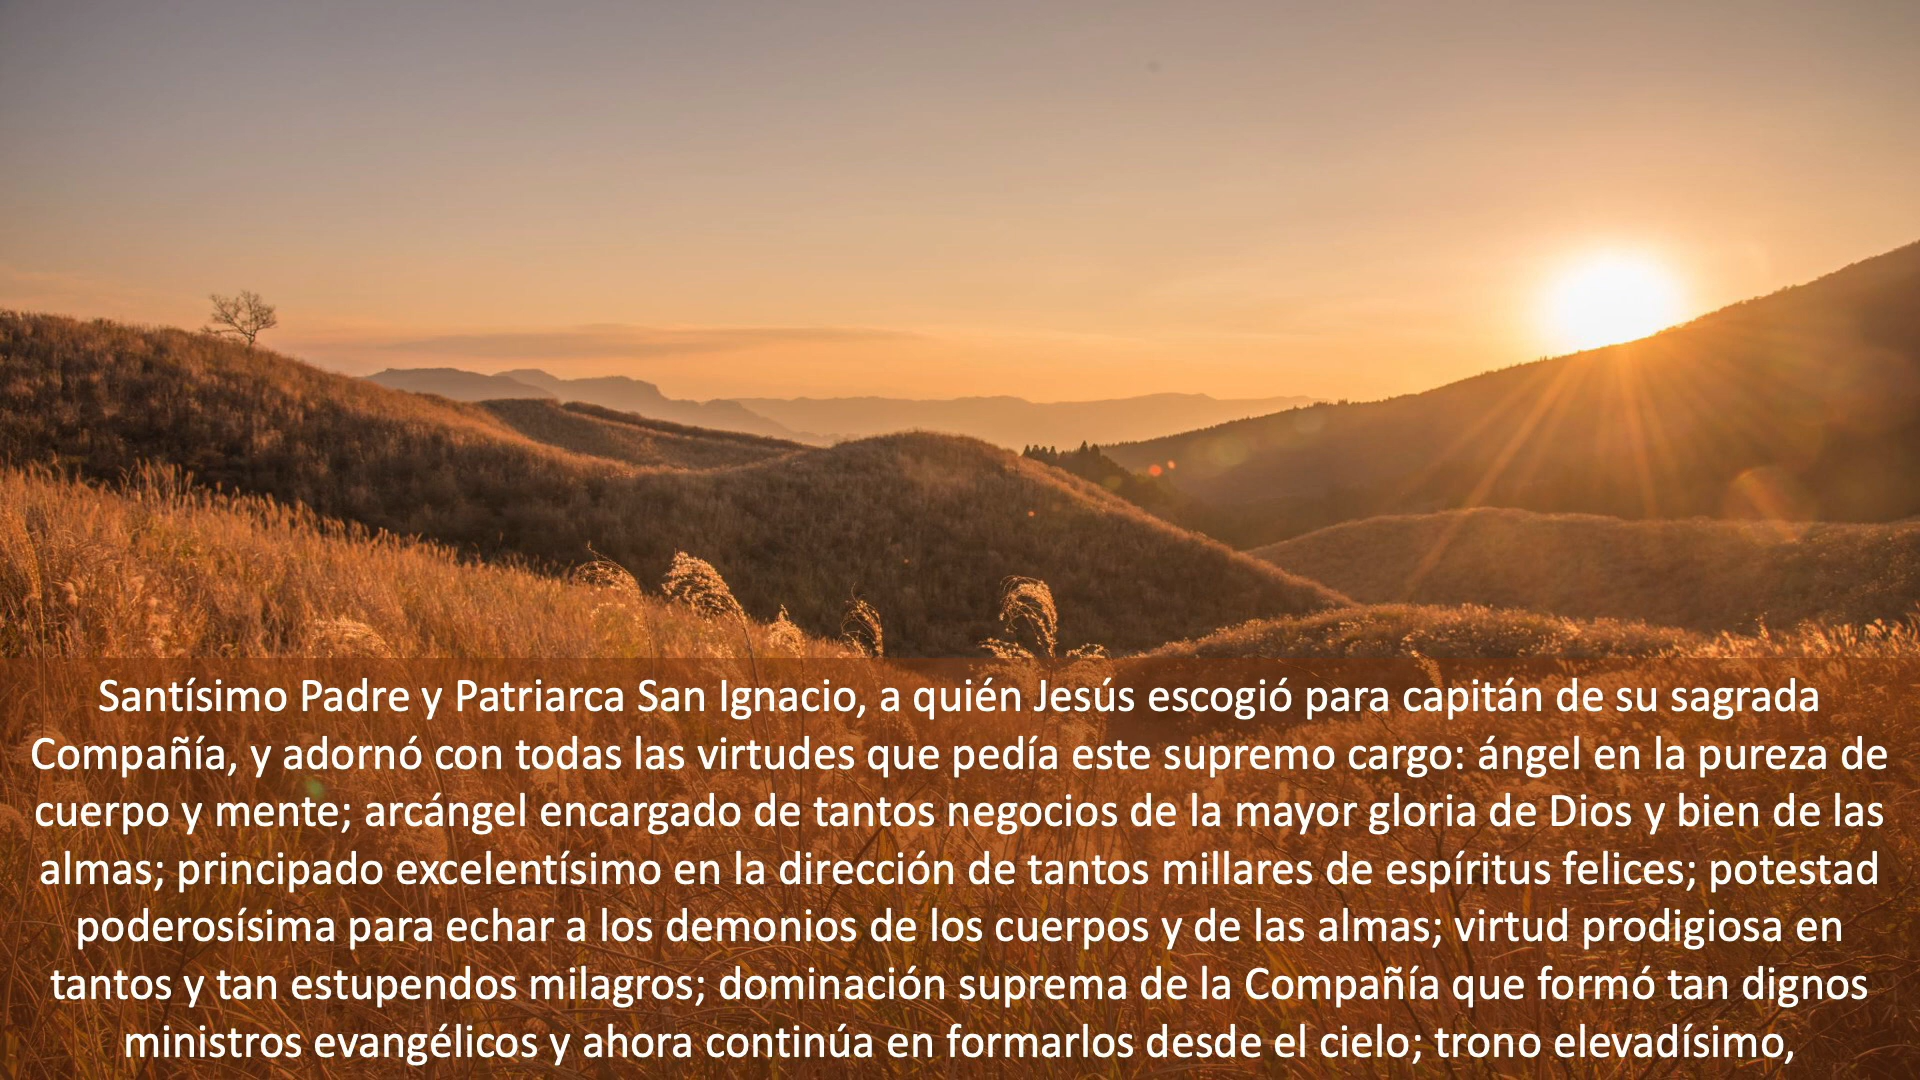 Santísimo Padre y Patriarca San Ignacio, a quién Jesús escogió para capitán de su sagrada
Compañía, y adornó con todas las virtudes que pedía este supremo cargo: ángel en la pureza de
cuerpo y mente; arcángel encargado de tantos negocios de la mayor gloria de Dios y bien de las
almas; principado excelentísimo en la dirección de tantos millares de espíritus felices; potestad
poderosísima para echar a los demonios de los cuerpos y de las almas; virtud prodigiosa en
tantos y tan estupendos milagros; dominación suprema de la Compañía que formó tan dignos
ministros evangélicos y ahora continúa en formarlos desde el cielo; trono elevadísimo,